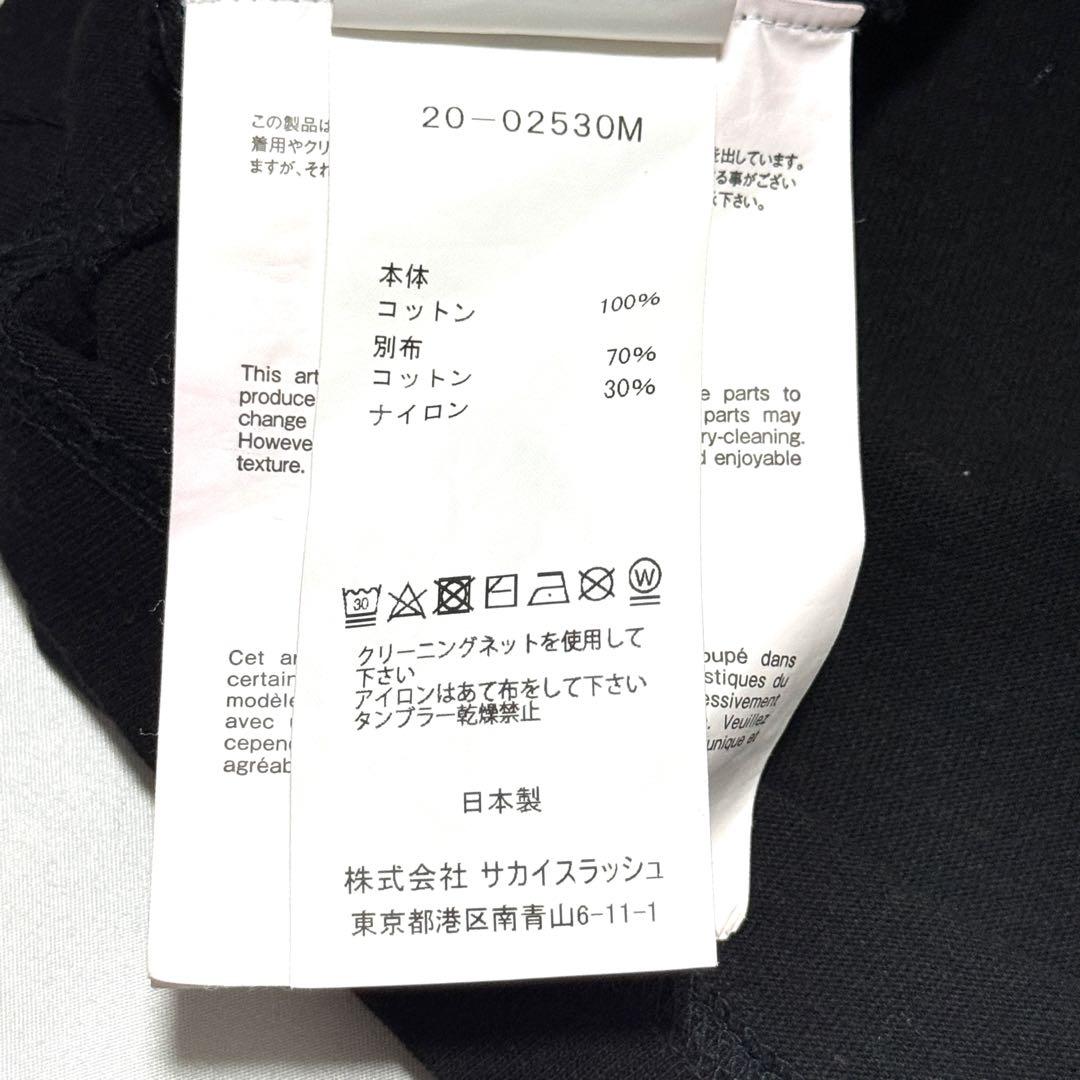 20-02530M
本体
コットン 100%
別布
コットン 70%
ナイロン 30%
30
W
クリーニングネットを使用して
下さい
アイロンはあて布をして下さい
タンブラー乾燥禁止
日本製
株式会社 サカイスラッシュ
東京都港区南青山6-11-1
この製品は
着用やクリ
ますが、それ
出しています。
る事がござい
下さい。
This art
produce
change
Howeve
texture.
e parts to
parts may
ry-cleaning.
d enjoyable
Cet ar
certain
modèle
avec
cepen
agréab
oupé dans
stiques du
essivement
. Veuillez
unique et